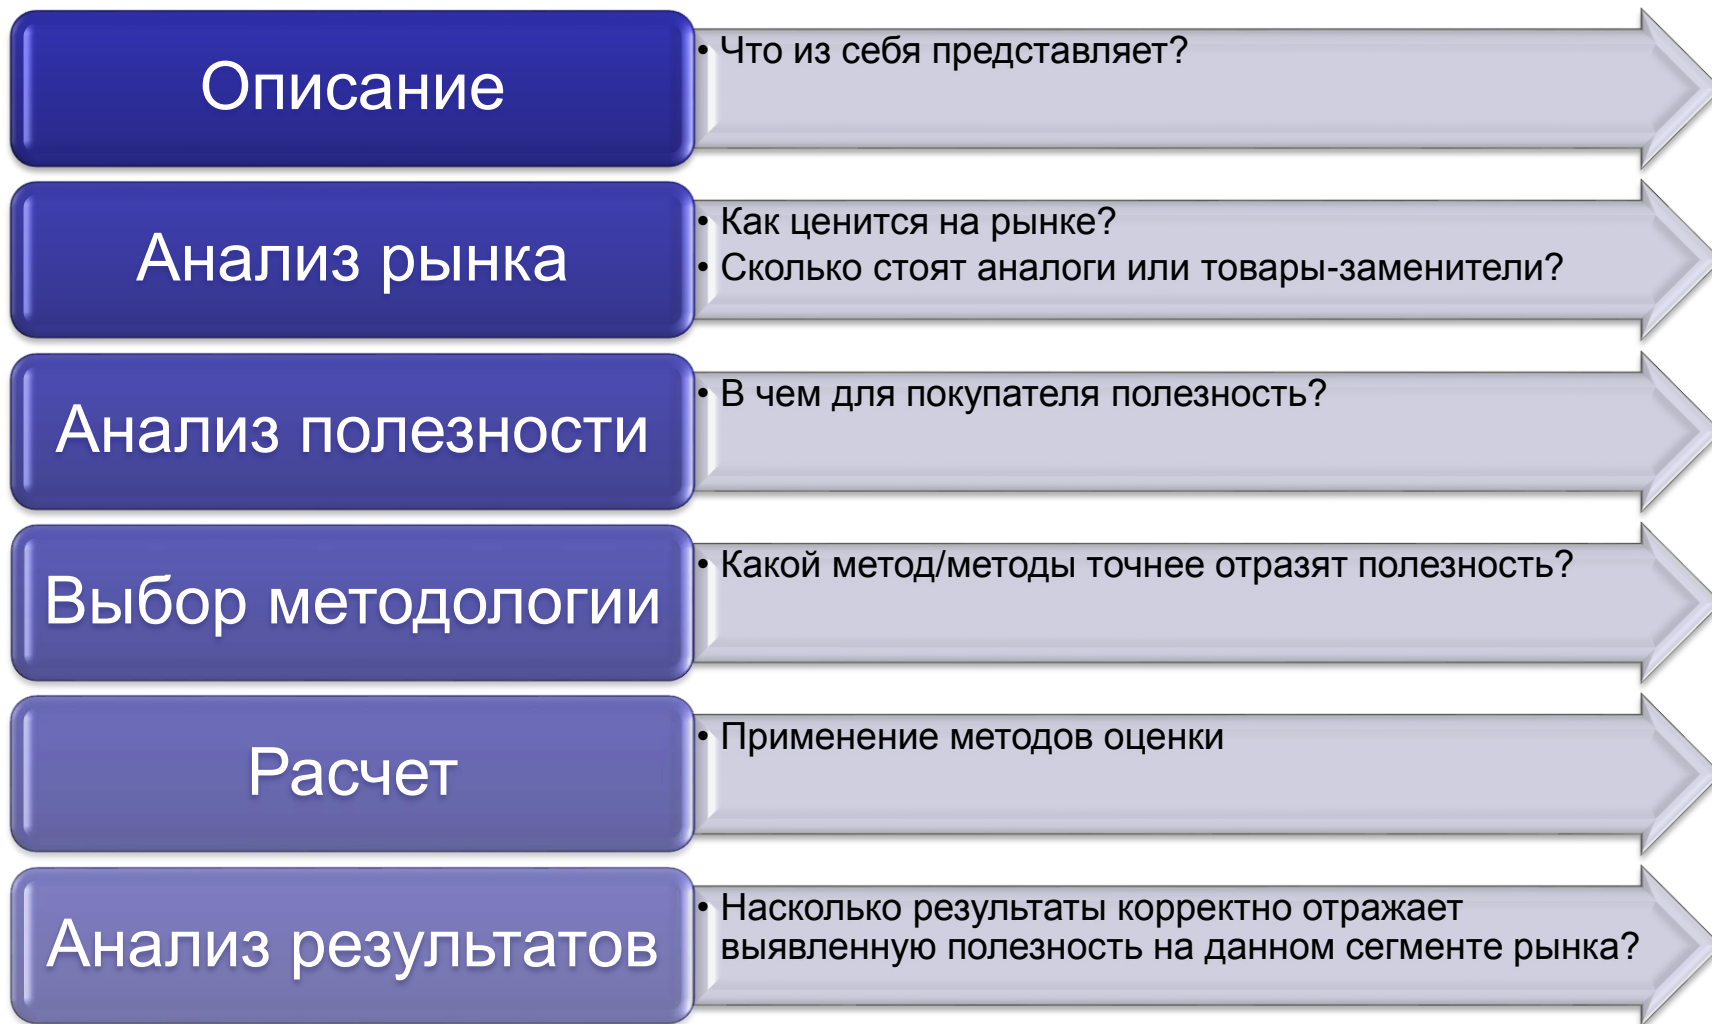 Описание
• Что из себя представляет?
Анализ рынка
• Как ценится на рынке?
• Сколько стоят аналоги или товары-заменители?
Анализ полезности
• В чем для покупателя полезность?
Выбор методологии
• Какой метод/методы точнее отразят полезность?
Расчет
• Применение методов оценки
Анализ результатов
• Насколько результаты корректно отражает
выявленную полезность на данном сегменте рынка?